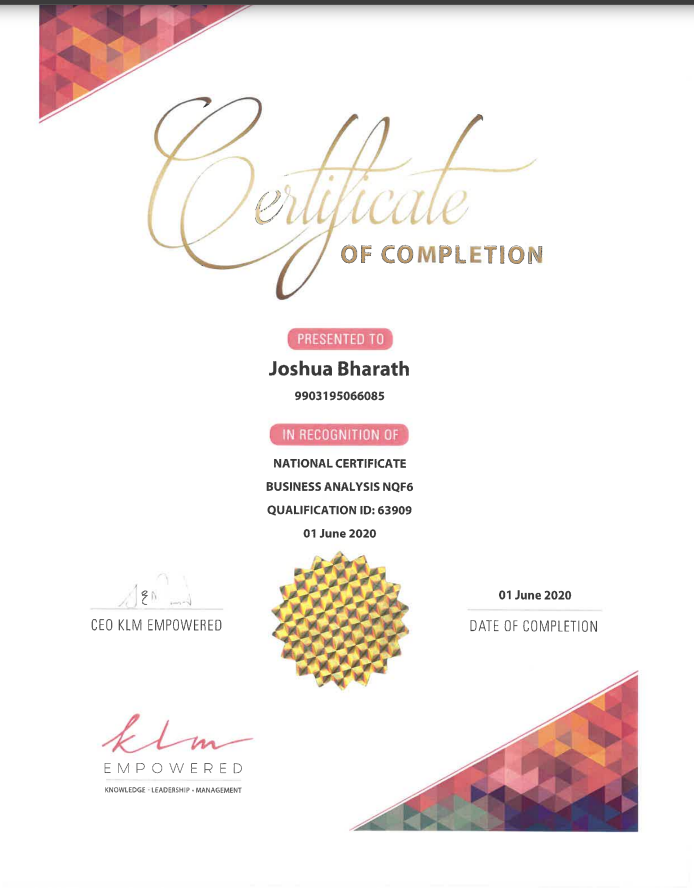 Certificate
OF COMPLETION
PRESENTED TO
Joshua Bharath
9903195066085
IN RECOGNITION OF
NATIONAL CERTIFICATE
BUSINESS ANALYSIS NQF6
QUALIFICATION ID: 63909
01 June 2020
01 June 2020
CEO KLM EMPOWERED
DATE OF COMPLETION
klm
EMPOWERED
KNOWLEDGE - LEADERSHIP - MANAGEMENT